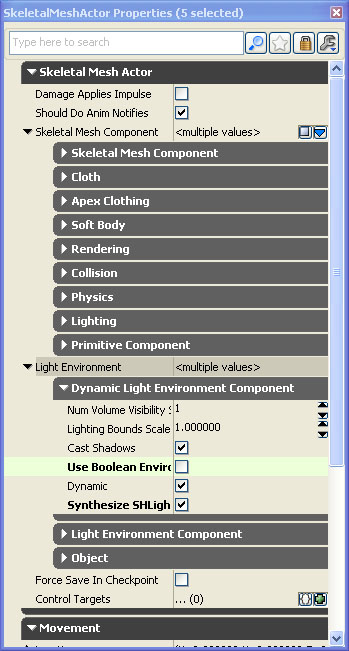 SkeletalMeshActor Properties (5 selected)
Type here to search
Skeletal Mesh Actor
Damage Applies Impulse
Should Do Anim Notifies
Skeletal Mesh Component <multiple values>
Skeletal Mesh Component
Cloth
Apex Clothing
Soft Body
Rendering
Collision
Physics
Lighting
Primitive Component
Light Environment <multiple values>
Dynamic Light Environment Component
Num Volume Visibility 1
Lighting Bounds Scale 1.000000
Cast Shadows
Use Boolean Enviro
Dynamic
Synthesize SHLigh
Light Environment Component
Object
Force Save In Checkpoint
Control Targets ... (0)
Movement